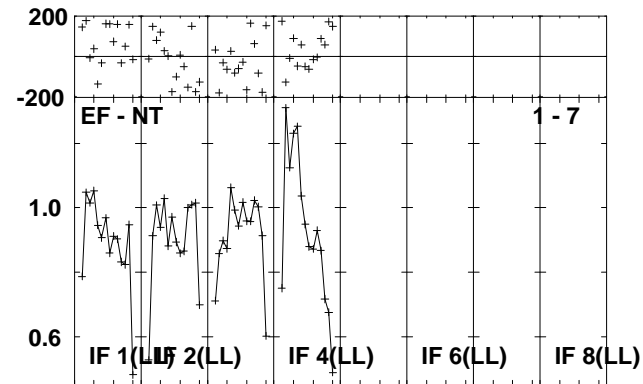 200
-200
EF - NT 1 - 7
1.0
0.6
IF 1(LL) IF 2(LL) IF 4(LL) IF 6(LL) IF 8(LL)